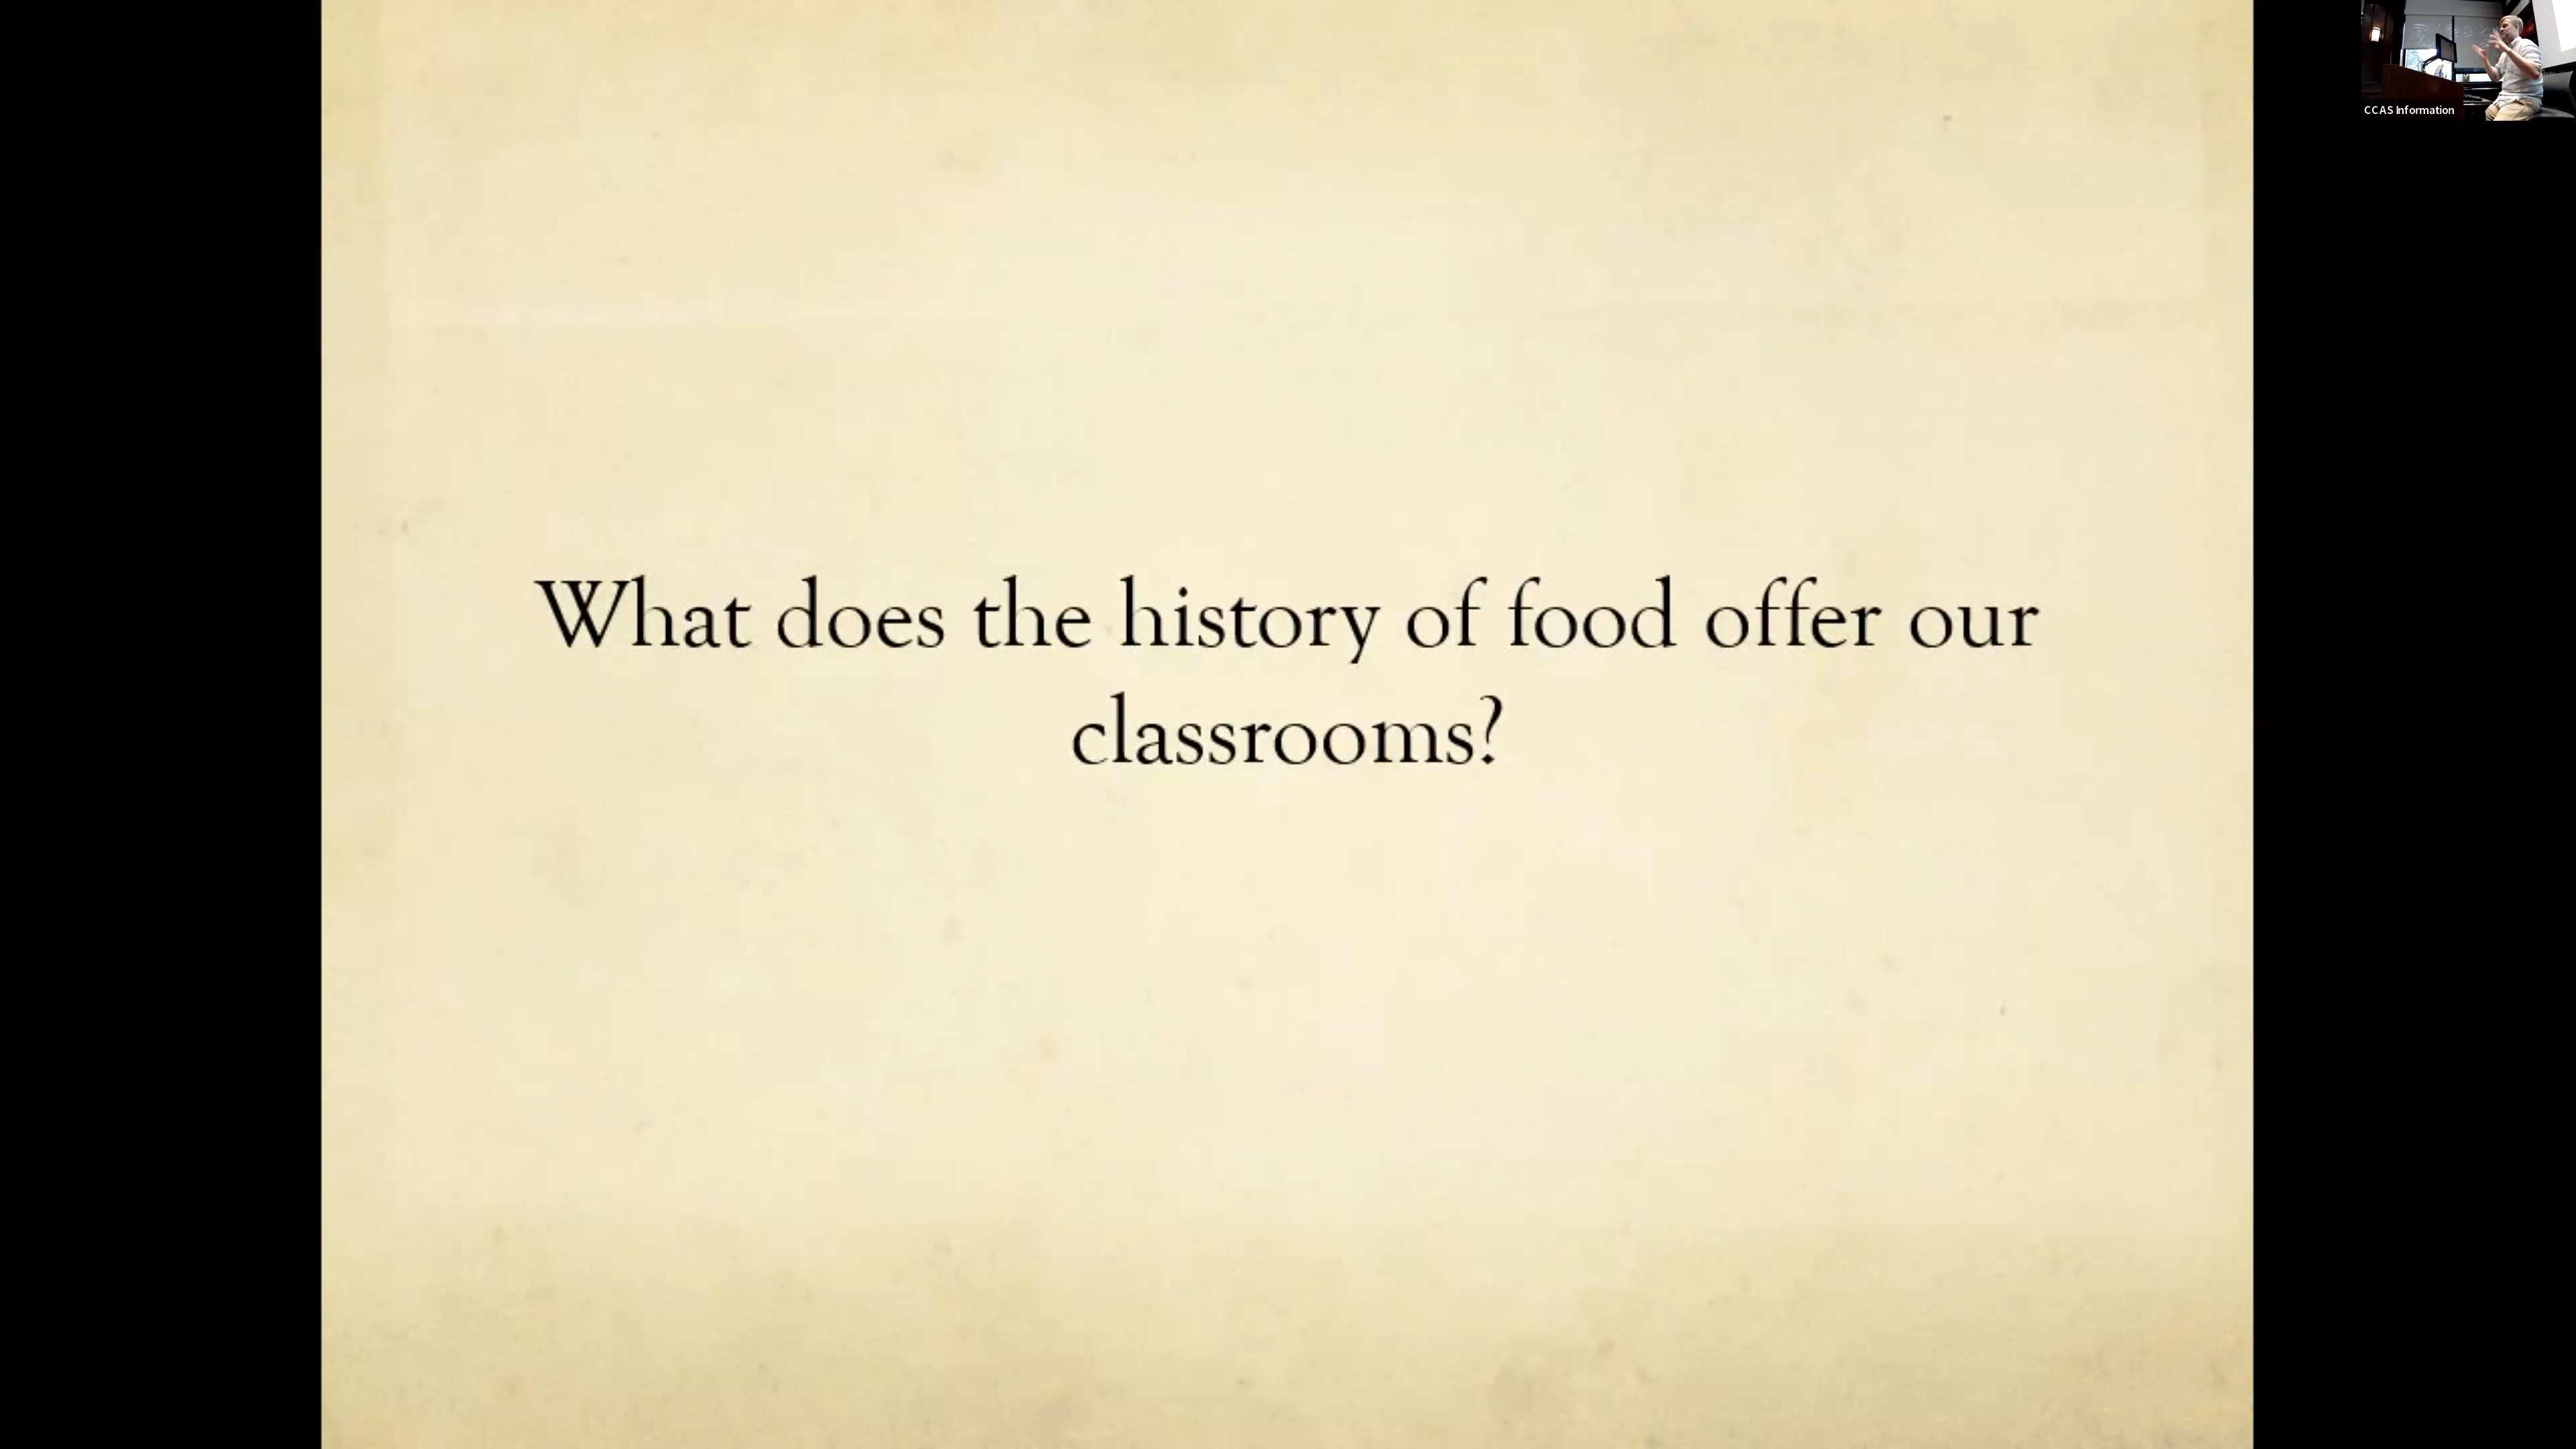 What does the history of food offer our
classrooms?
CCAS Information